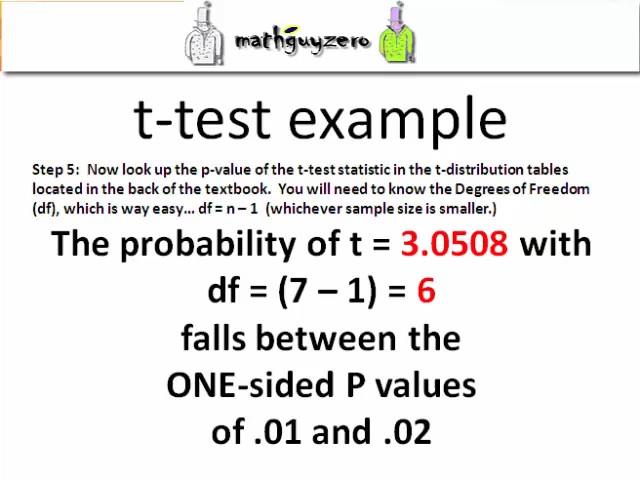 mathguyzero
t-test example
Step 5:  Now look up the p-value of the t-test statistic in the t-distribution tables
located in the back of the textbook.  You will need to know the Degrees of Freedom
(df), which is way easy... df = n – 1  (whichever sample size is smaller.)
The probability of t = 3.0508 with
df = (7 – 1) = 6
falls between the
ONE-sided P values
of .01 and .02